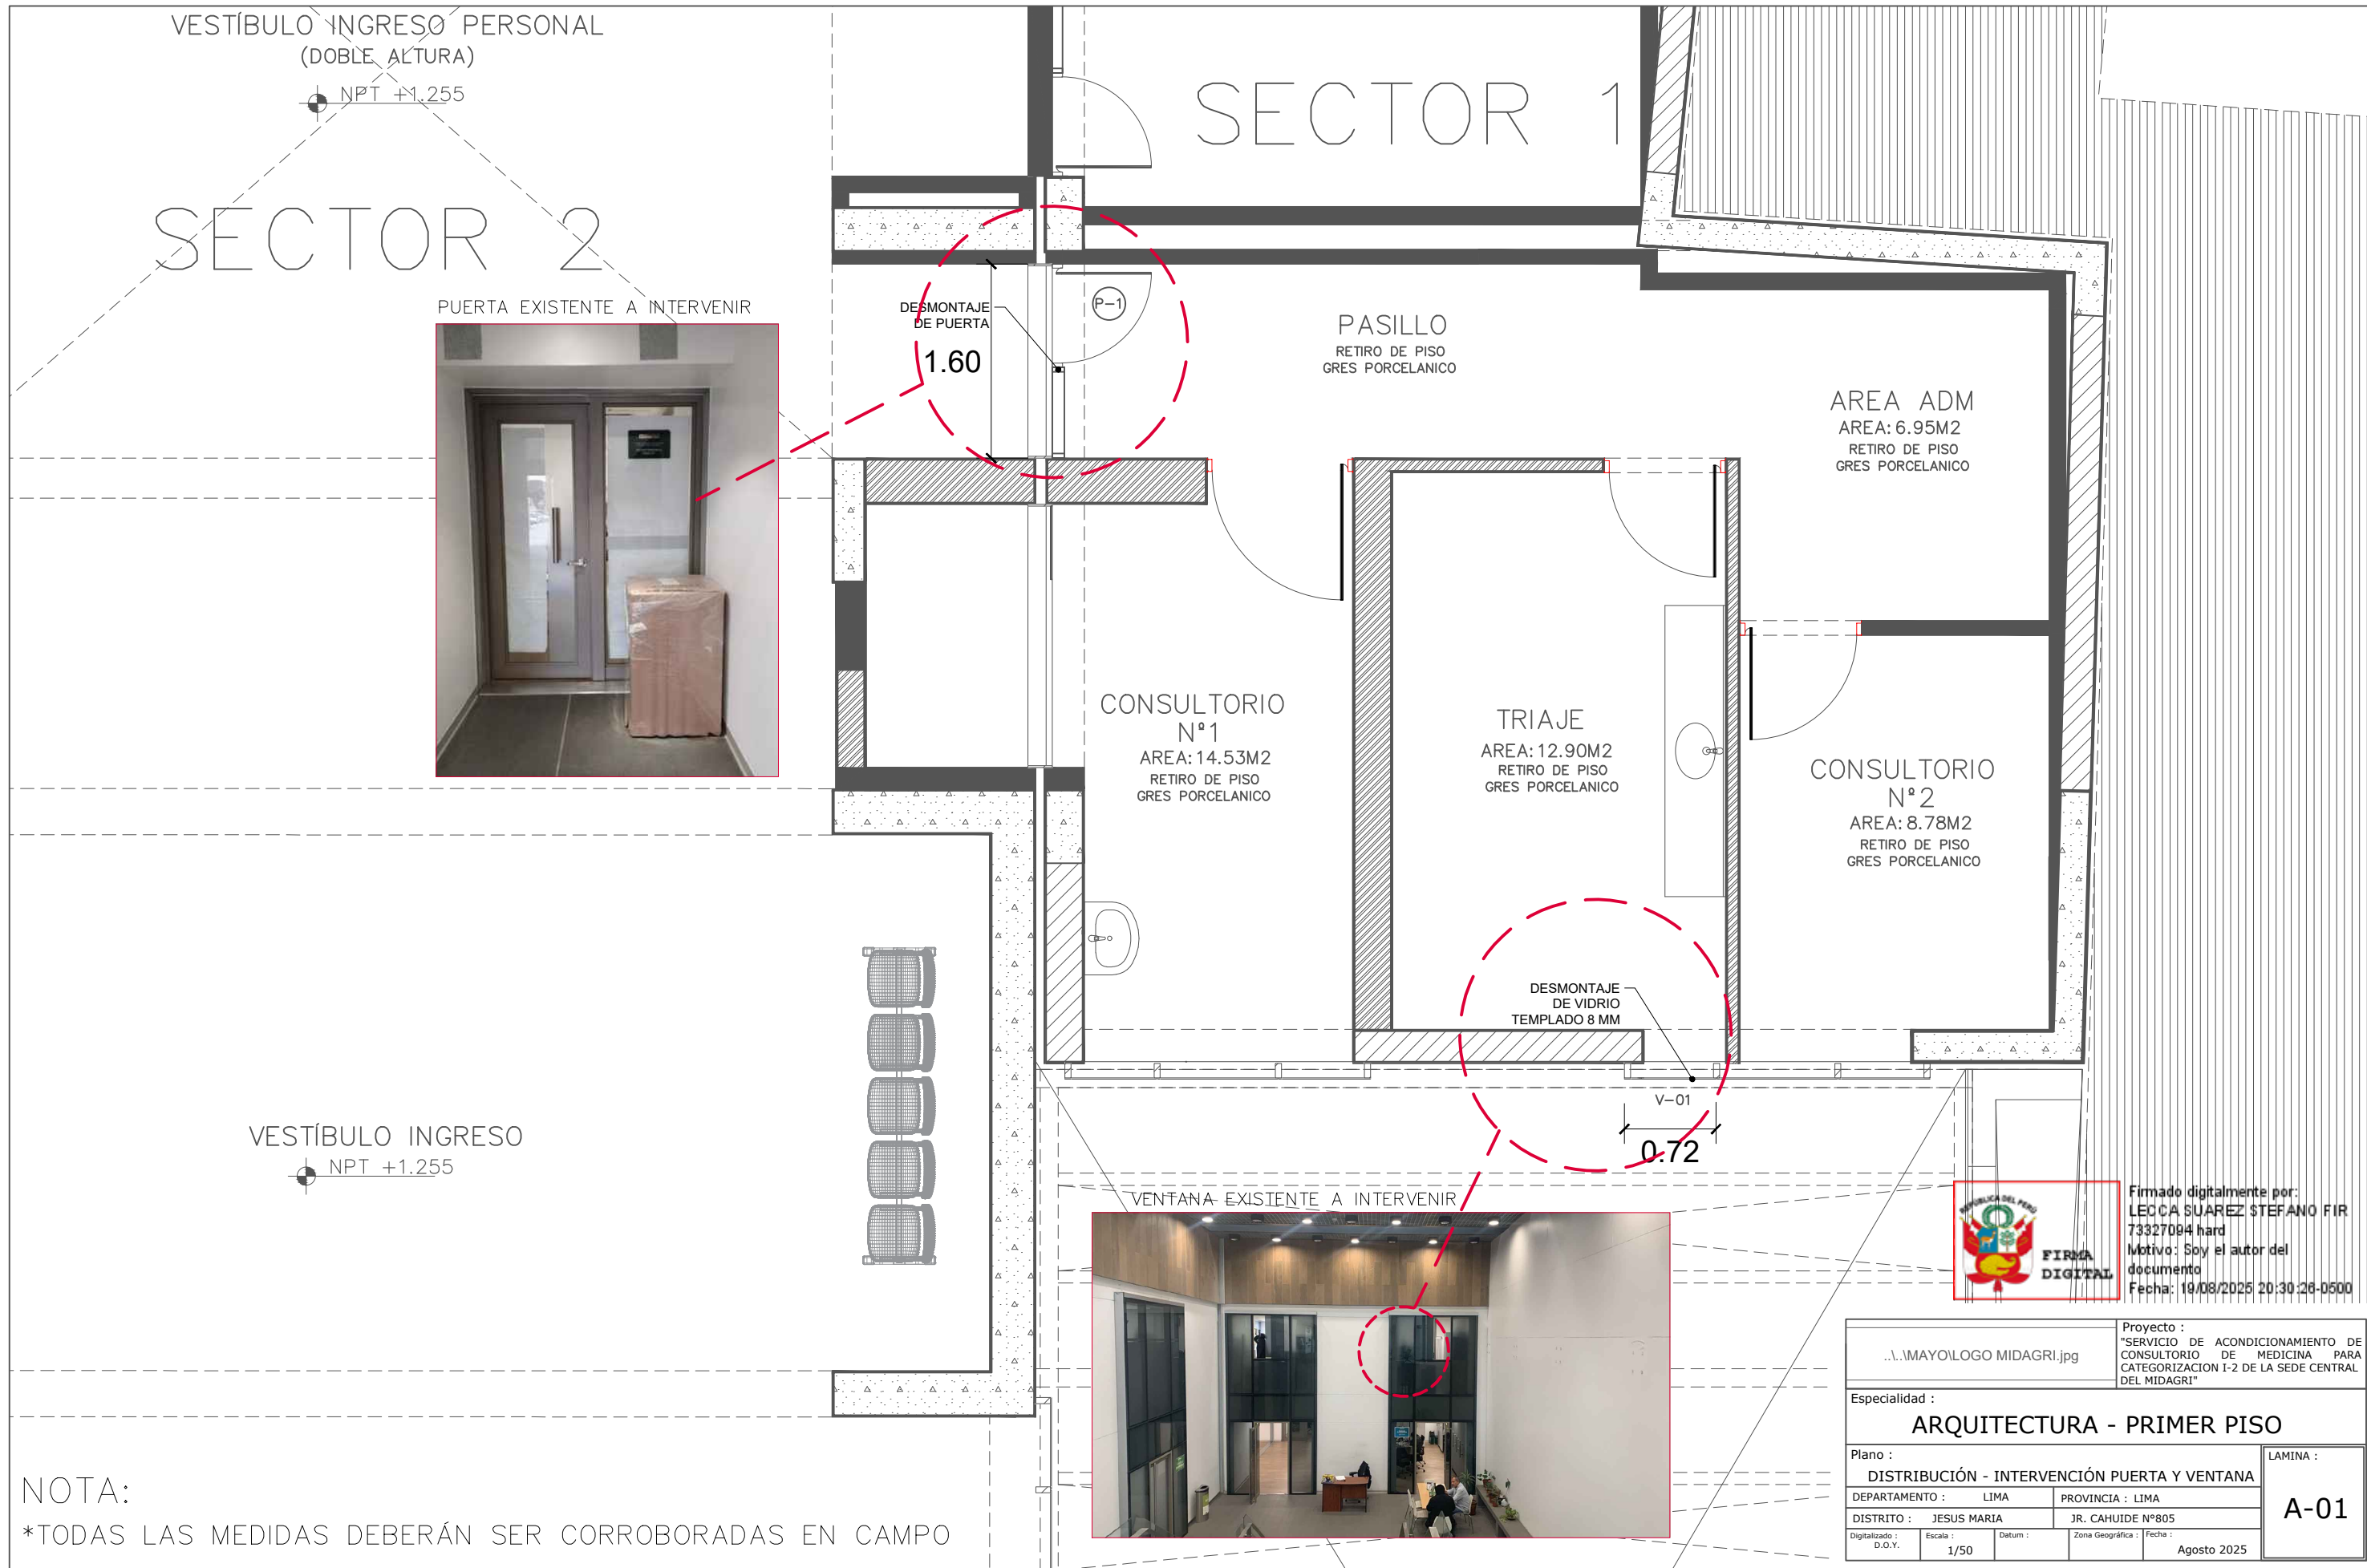 VESTÍBULO INGRESO PERSONAL
(DOBLE ALTURA)
NPT +1.255
SECTOR 1
SECTOR 2
PUERTA EXISTENTE A INTERVENIR
DESMONTAJE
DE PUERTA
1.60
P-1
PASILLO
RETIRO DE PISO
GRES PORCELANICO
AREA ADM
AREA: 6.95M2
RETIRO DE PISO
GRES PORCELANICO
CONSULTORIO
Nº1
AREA: 14.53M2
RETIRO DE PISO
GRES PORCELANICO
TRIAJE
AREA: 12.90M2
RETIRO DE PISO
GRES PORCELANICO
CONSULTORIO
Nº2
AREA: 8.78M2
RETIRO DE PISO
GRES PORCELANICO
DESMONTAJE
DE VIDRIO
TEMPLADO 8 MM
V-01
0.72
VESTÍBULO INGRESO
NPT +1.255
VENTANA EXISTENTE A INTERVENIR
REPUBLICA DEL PERÚ
FIRMA
DIGITAL
Firmado digitalmente por:
LECCA SUAREZ STEFANO FIR
73327094 hard
Motivo: Soy el autor del
documento
Fecha: 19/08/2025 20:30:26-0500
..\..\MAYO\LOGO MIDAGRI.jpg
Proyecto :
"SERVICIO DE ACONDICIONAMIENTO DE
CONSULTORIO DE MEDICINA PARA
CATEGORIZACION I-2 DE LA SEDE CENTRAL
DEL MIDAGRI"
Especialidad :
ARQUITECTURA - PRIMER PISO
Plano :
DISTRIBUCIÓN - INTERVENCIÓN PUERTA Y VENTANA
LAMINA :
A-01
DEPARTAMENTO : LIMA
PROVINCIA : LIMA
DISTRITO : JESUS MARIA
JR. CAHUIDE Nº805
Digitalizado :
D.O.Y.
Escala :
1/50
Datum :
Zona Geográfica :
Fecha :
Agosto 2025
NOTA:
*TODAS LAS MEDIDAS DEBERÁN SER CORROBORADAS EN CAMPO